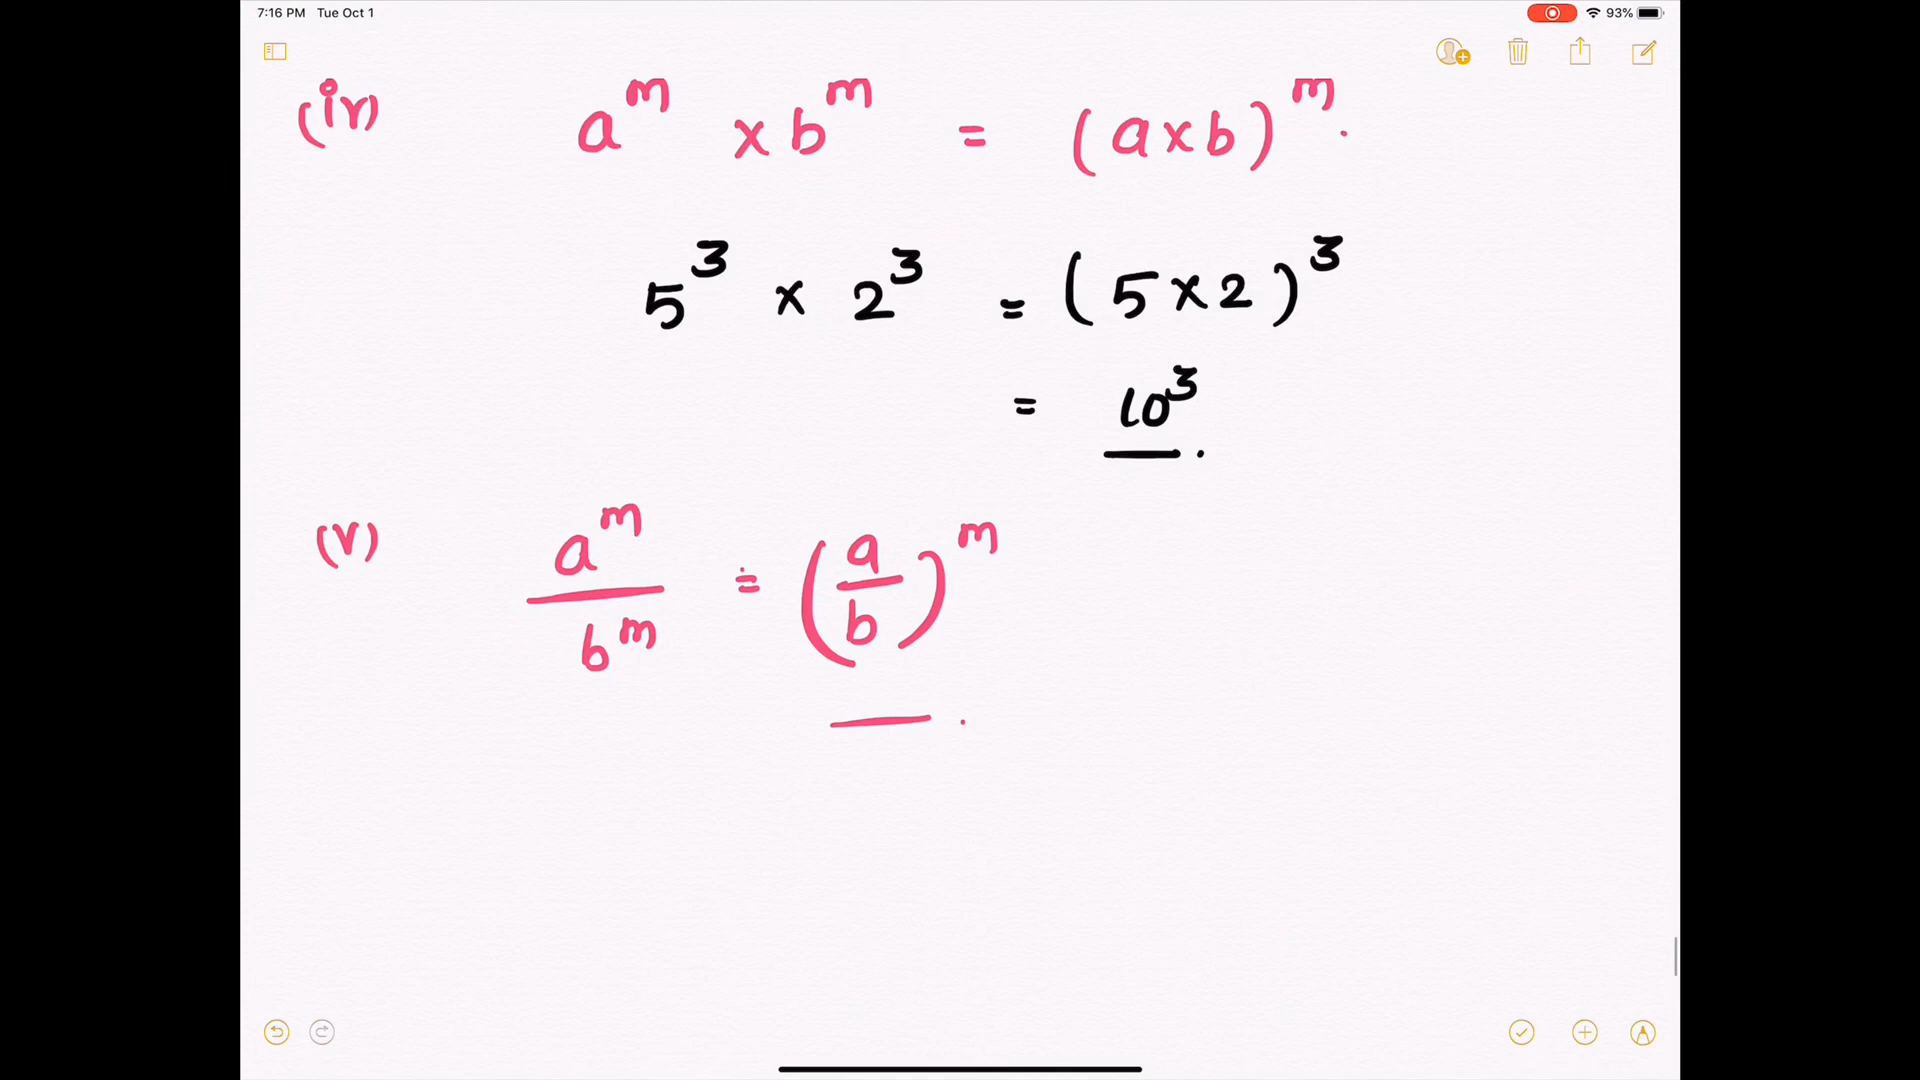 7:16 PM Tue Oct 1 93%
(iv) a^m × b^m = (a×b)^m.
5^3 × 2^3 = (5×2)^3
= 10^3.
(v) a^m / b^m = (a/b)^m
.